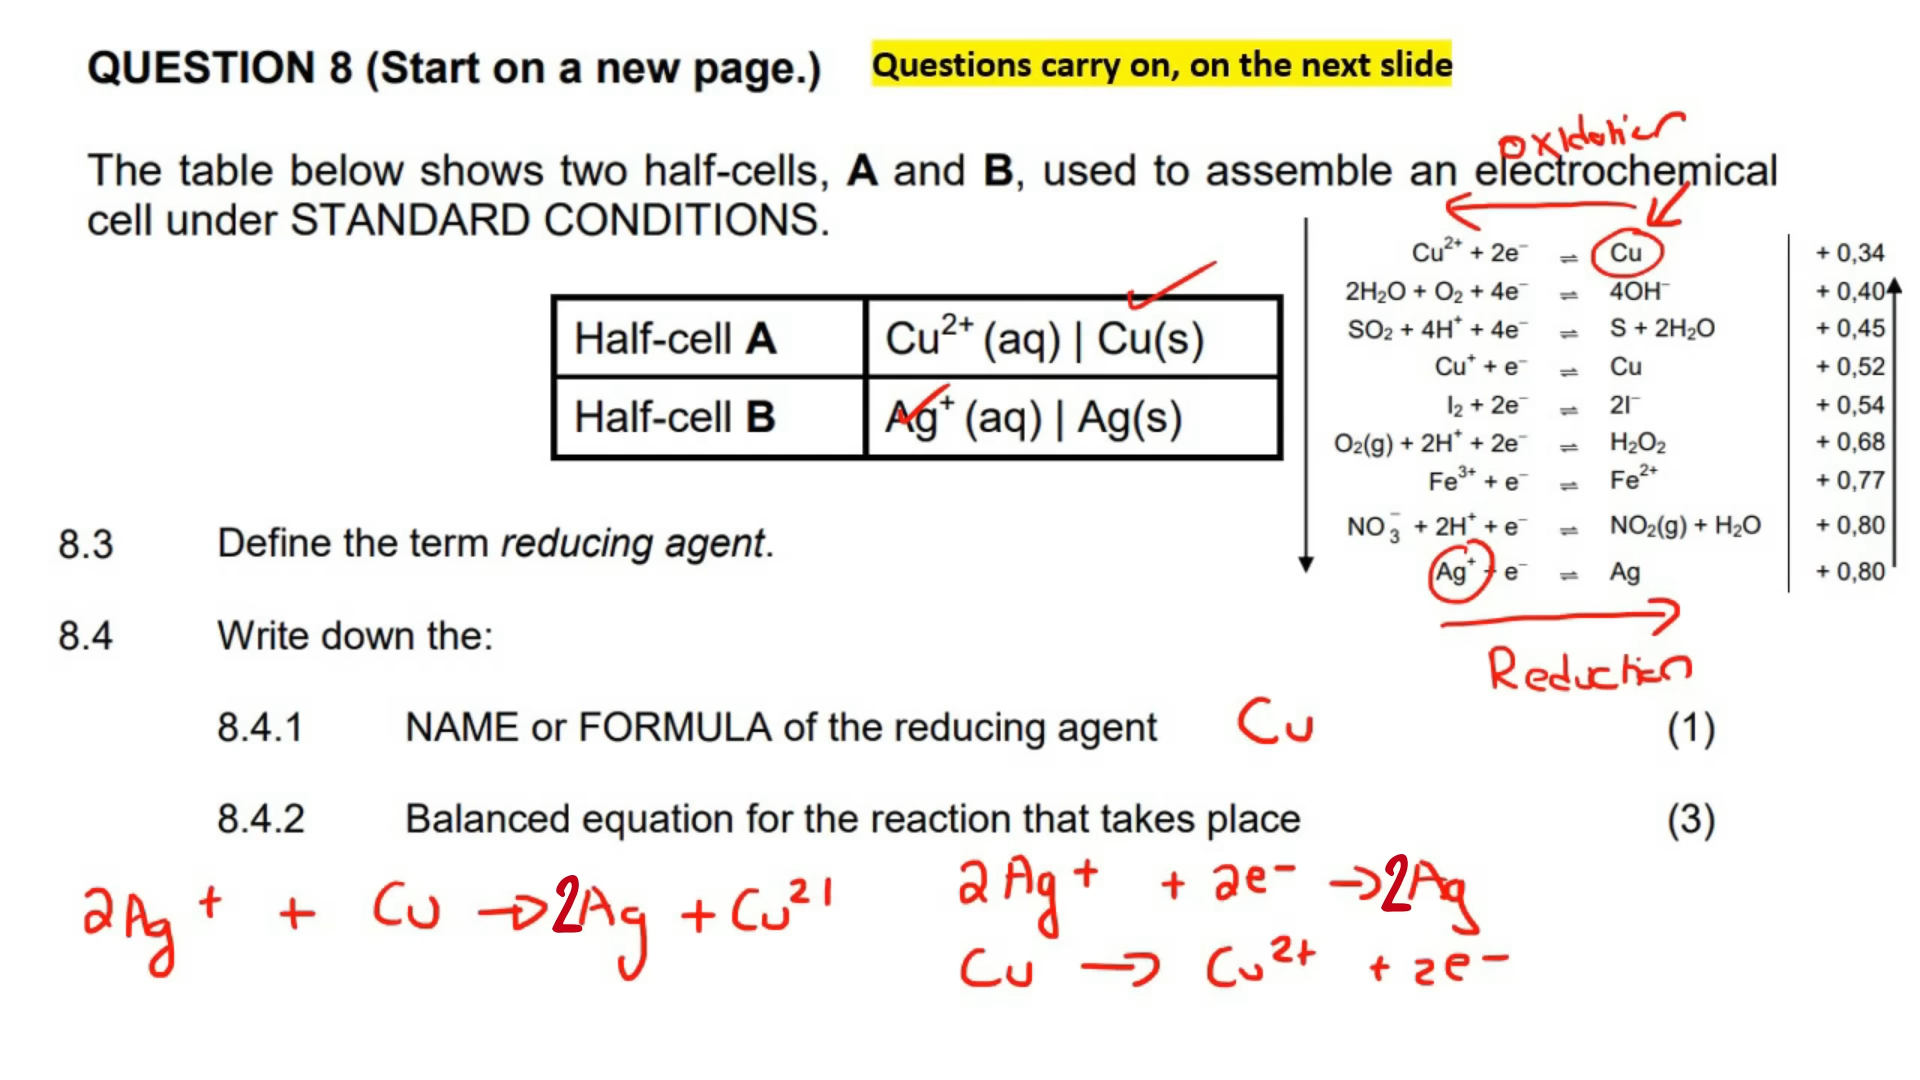 QUESTION 8 (Start on a new page.) Questions carry on, on the next slide
oxidation
The table below shows two half-cells, A and B, used to assemble an electrochemical
cell under STANDARD CONDITIONS.
Half-cell A Cu²⁺ (aq) | Cu(s)
Half-cell B Ag⁺ (aq) | Ag(s)
Cu²⁺ + 2e⁻ ⇌ Cu + 0,34
2H₂O + O₂ + 4e⁻ ⇌ 4OH⁻ + 0,40
SO₂ + 4H⁺ + 4e⁻ ⇌ S + 2H₂O + 0,45
Cu⁺ + e⁻ ⇌ Cu + 0,52
I₂ + 2e⁻ ⇌ 2I⁻ + 0,54
O₂(g) + 2H⁺ + 2e⁻ ⇌ H₂O₂ + 0,68
Fe³⁺ + e⁻ ⇌ Fe²⁺ + 0,77
NO₃⁻ + 2H⁺ + e⁻ ⇌ NO₂(g) + H₂O + 0,80
Ag⁺ + e⁻ ⇌ Ag + 0,80
Reduction
8.3 Define the term reducing agent.
8.4 Write down the:
8.4.1 NAME or FORMULA of the reducing agent Cu (1)
8.4.2 Balanced equation for the reaction that takes place (3)
2Ag⁺ + Cu → 2Ag + Cu²⁺
2Ag⁺ + 2e⁻ → 2Ag
Cu → Cu²⁺ + 2e⁻